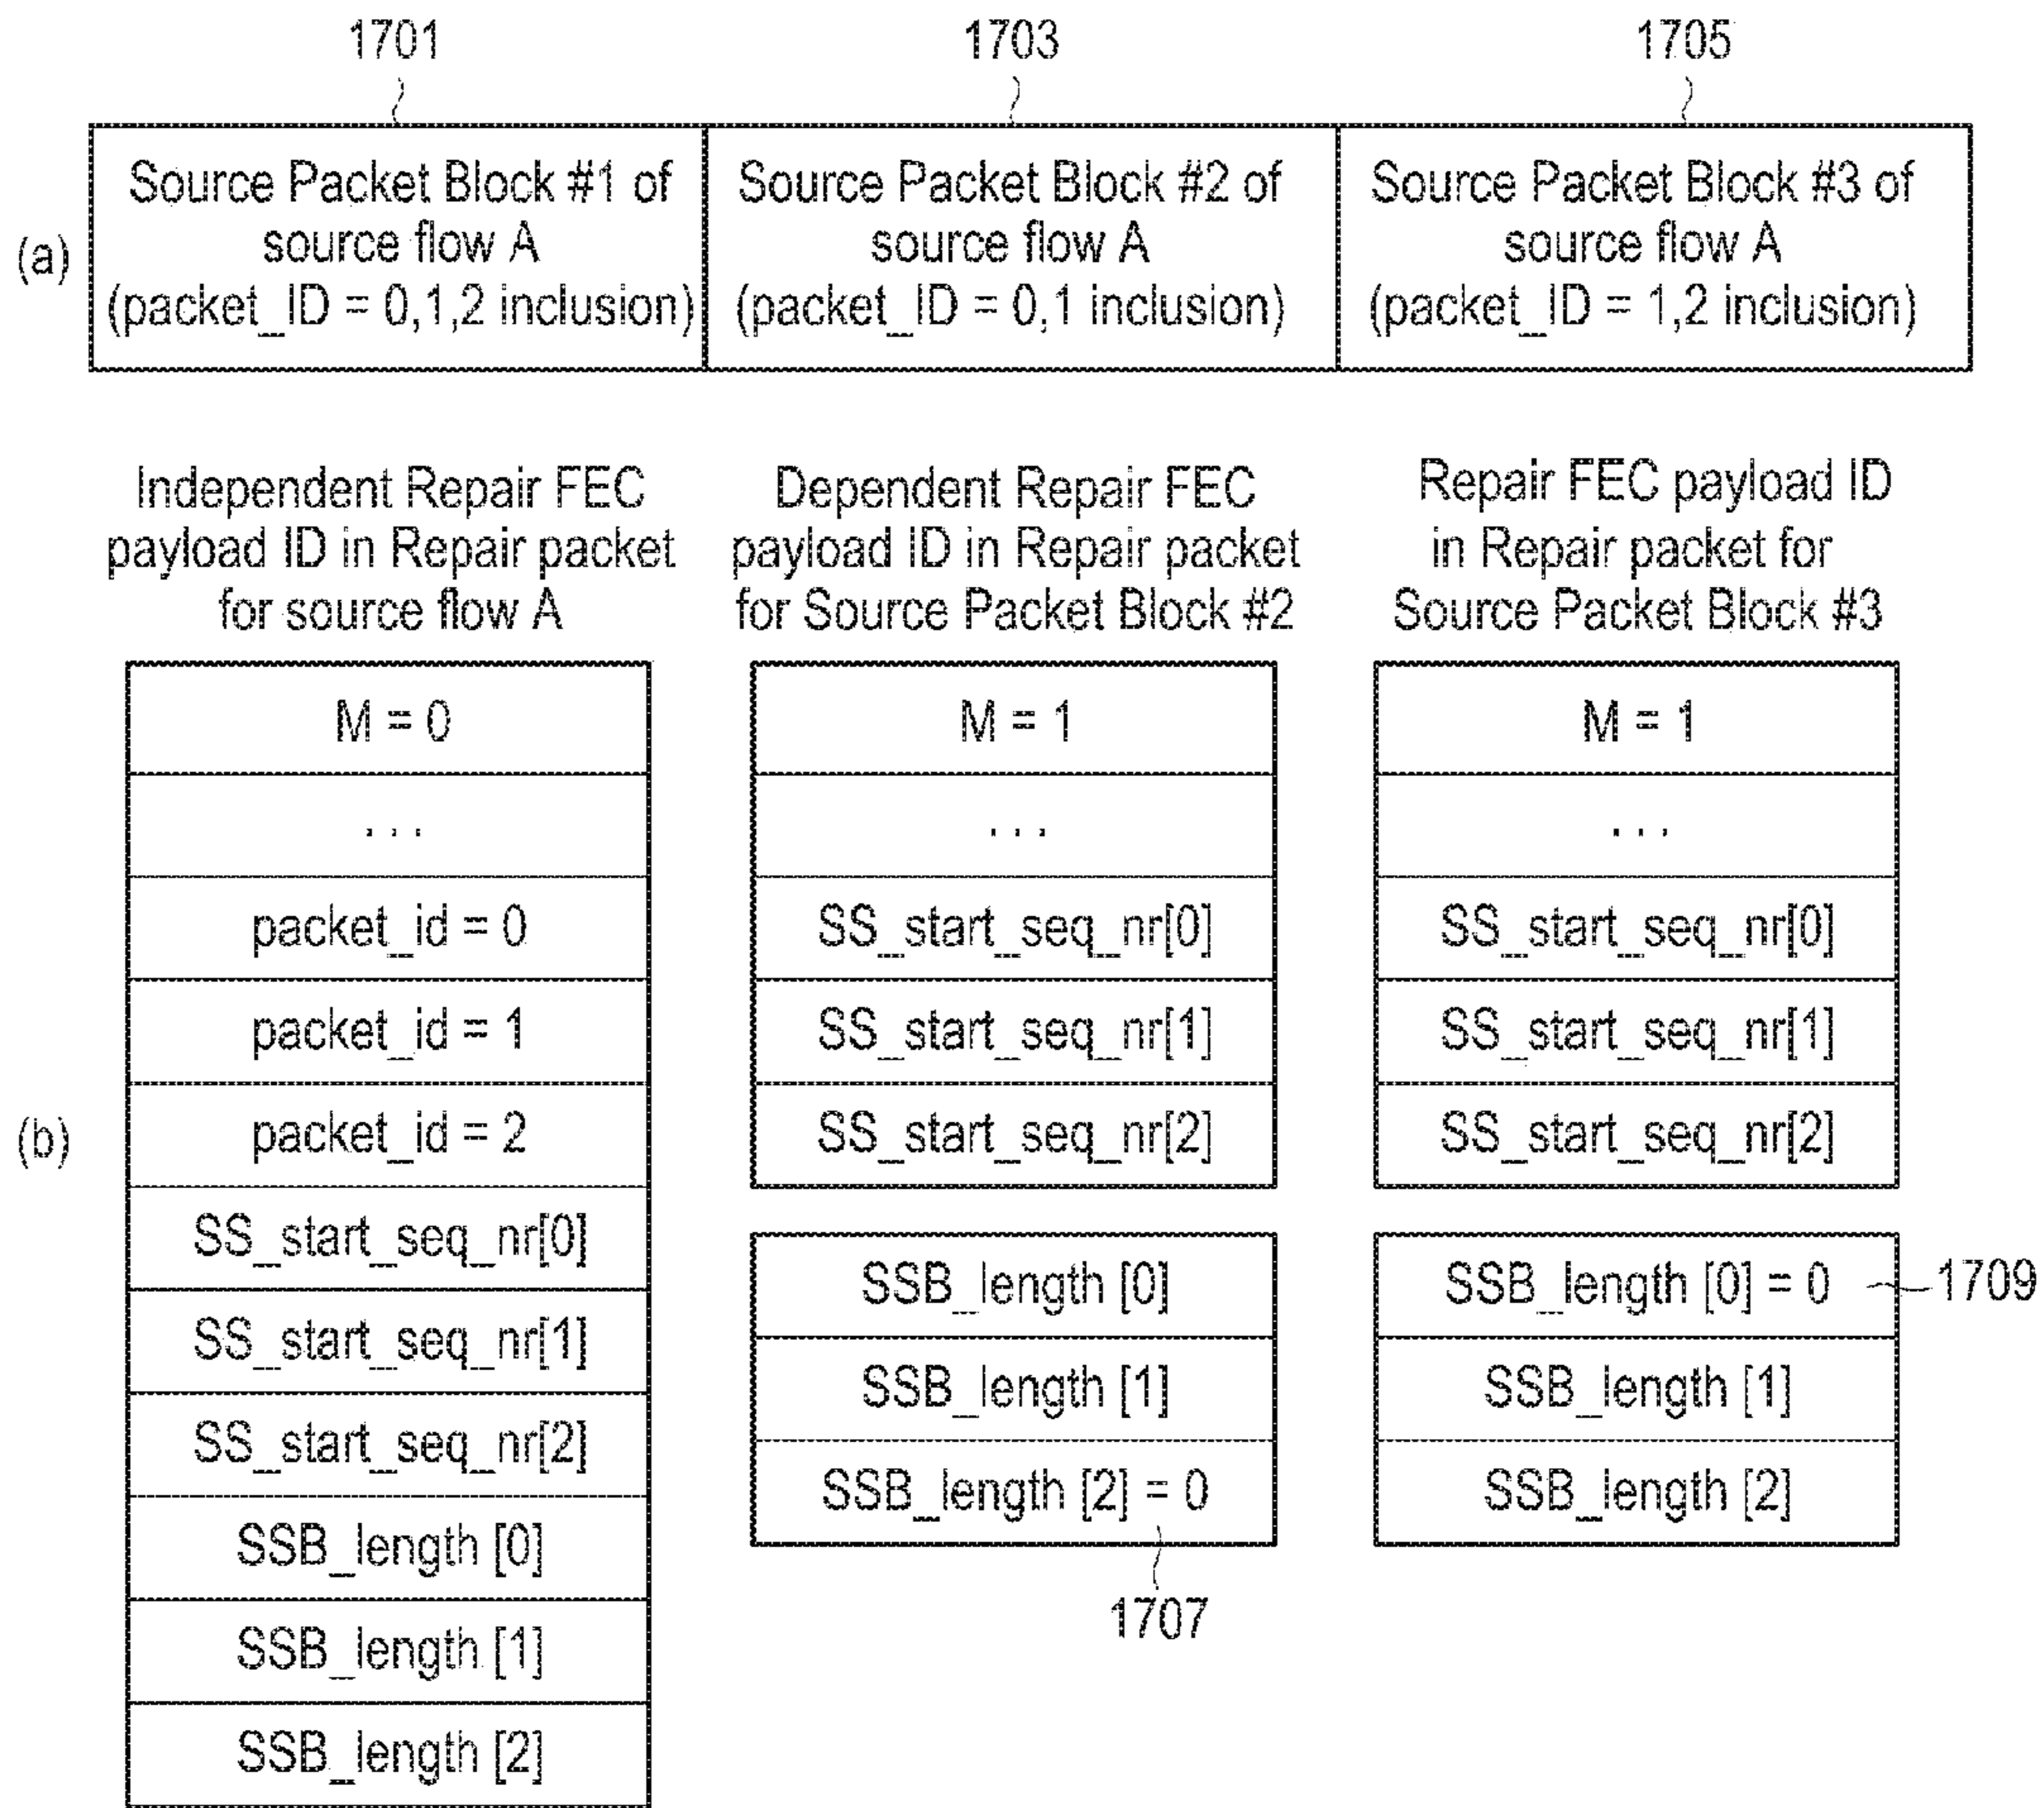 1701
1703
1705
(a)
Source Packet Block #1 of
source flow A
(packet_ID = 0,1,2 inclusion)
Source Packet Block #2 of
source flow A
(packet_ID = 0,1 inclusion)
Source Packet Block #3 of
source flow A
(packet_ID = 1,2 inclusion)
(b)
Independent Repair FEC
payload ID in Repair packet
for source flow A
M = 0
...
packet_id = 0
packet_id = 1
packet_id = 2
SS_start_seq_nr[0]
SS_start_seq_nr[1]
SS_start_seq_nr[2]
SSB_length [0]
SSB_length [1]
SSB_length [2]
Dependent Repair FEC
payload ID in Repair packet
for Source Packet Block #2
M = 1
...
SS_start_seq_nr[0]
SS_start_seq_nr[1]
SS_start_seq_nr[2]
SSB_length [0]
SSB_length [1]
SSB_length [2] = 0
1707
Repair FEC payload ID
in Repair packet for
Source Packet Block #3
M = 1
...
SS_start_seq_nr[0]
SS_start_seq_nr[1]
SS_start_seq_nr[2]
SSB_length [0] = 0
1709
SSB_length [1]
SSB_length [2]